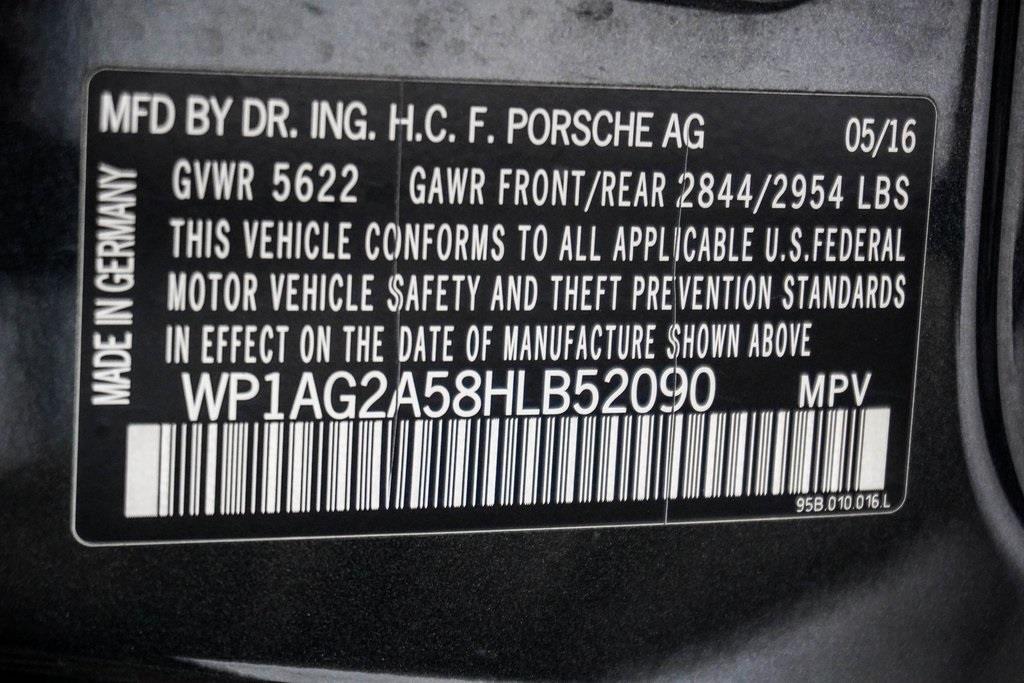 MFD BY DR. ING. H.C. F. PORSCHE AG 05/16
MADE IN GERMANY
GVWR 5622 GAWR FRONT/REAR 2844/2954 LBS
THIS VEHICLE CONFORMS TO ALL APPLICABLE U.S.FEDERAL
MOTOR VEHICLE SAFETY AND THEFT PREVENTION STANDARDS
IN EFFECT ON THE DATE OF MANUFACTURE SHOWN ABOVE
WP1AG2A58HLB52090 MPV
95B.010.016.L